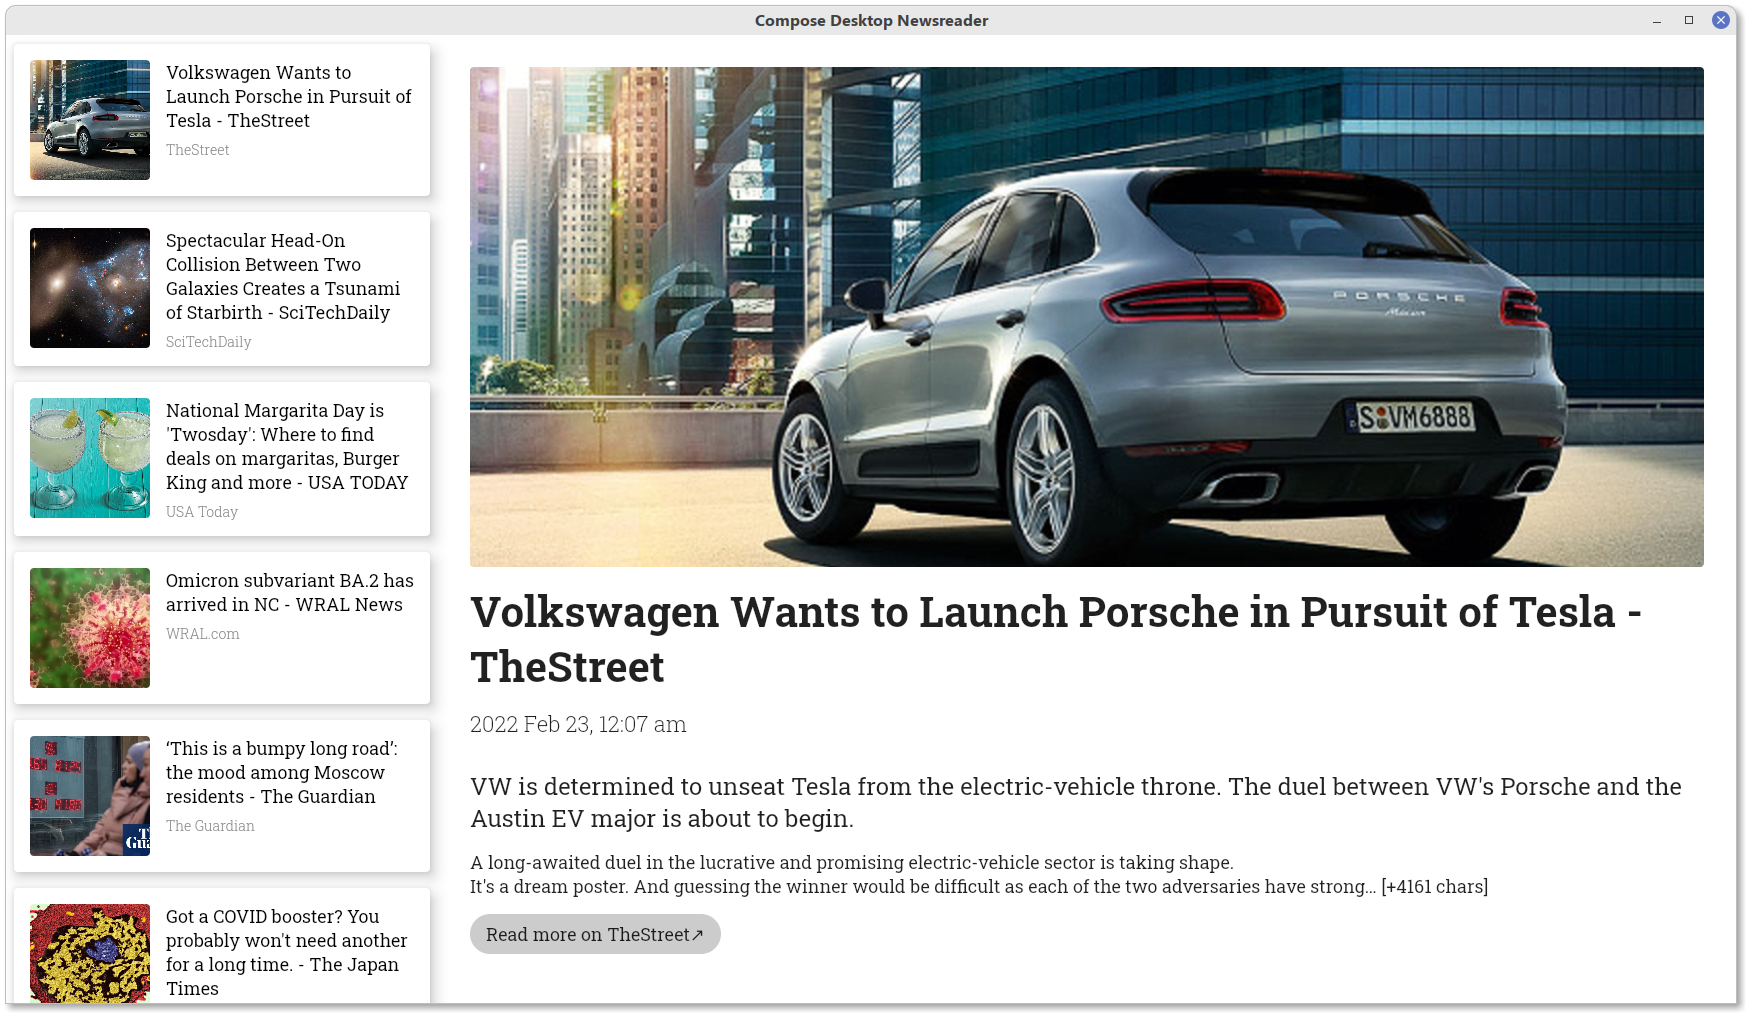 Compose Desktop Newsreader
Volkswagen Wants to
Launch Porsche in Pursuit of
Tesla - TheStreet
TheStreet
Spectacular Head-On
Collision Between Two
Galaxies Creates a Tsunami
of Starbirth - SciTechDaily
SciTechDaily
National Margarita Day is
'Twosday': Where to find
deals on margaritas, Burger
King and more - USA TODAY
USA Today
Omicron subvariant BA.2 has
arrived in NC - WRAL News
WRAL.com
‘This is a bumpy long road’:
the mood among Moscow
residents - The Guardian
The Guardian
Got a COVID booster? You
probably won't need another
for a long time. - The Japan
Times
PORSCHE
S VM6888
Volkswagen Wants to Launch Porsche in Pursuit of Tesla -
TheStreet
2022 Feb 23, 12:07 am
VW is determined to unseat Tesla from the electric-vehicle throne. The duel between VW's Porsche and the
Austin EV major is about to begin.
A long-awaited duel in the lucrative and promising electric-vehicle sector is taking shape.
It's a dream poster. And guessing the winner would be difficult as each of the two adversaries have strong… [+4161 chars]
Read more on TheStreet↗